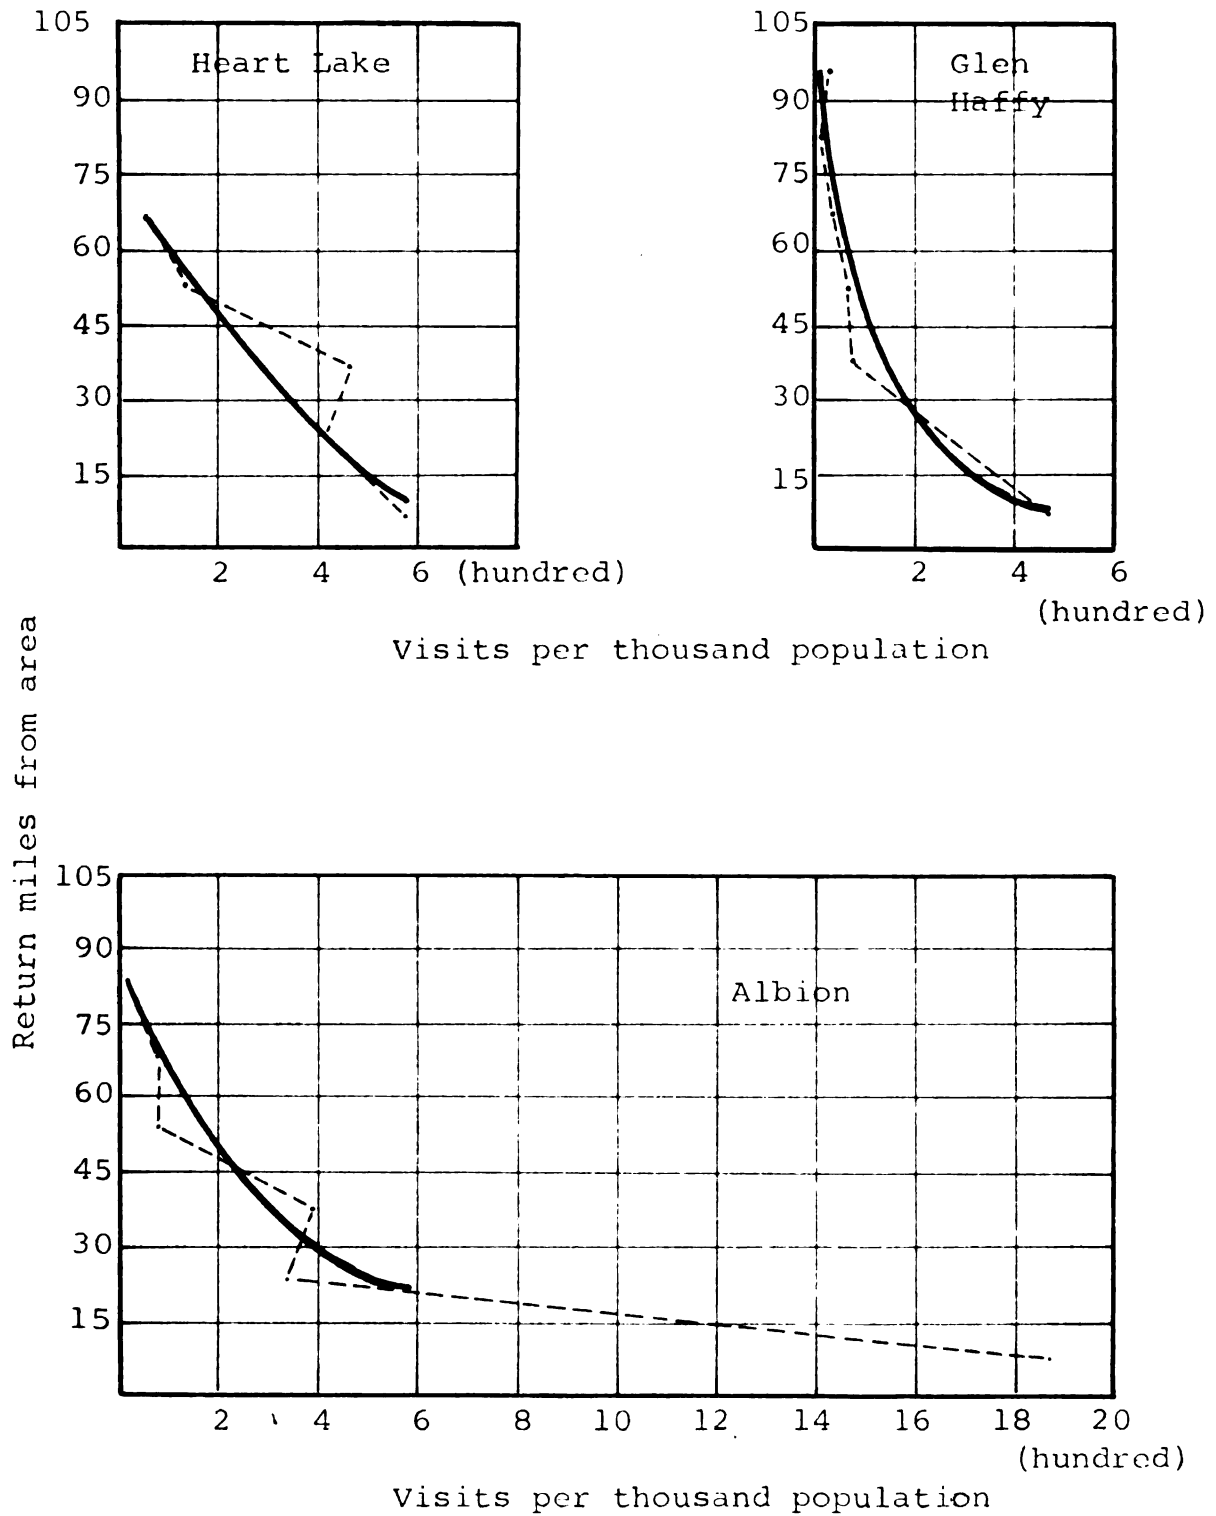 105
Heart Lake
90
75
60
45
30
15
2 4 6 (hundred)
105
Glen
Haffy
90
75
60
45
30
15
2 4 6
(hundred)
Visits per thousand population
Return miles from area
105
90
Albion
75
60
45
30
15
2 4 6 8 10 12 14 16 18 20
(hundred)
Visits per thousand population